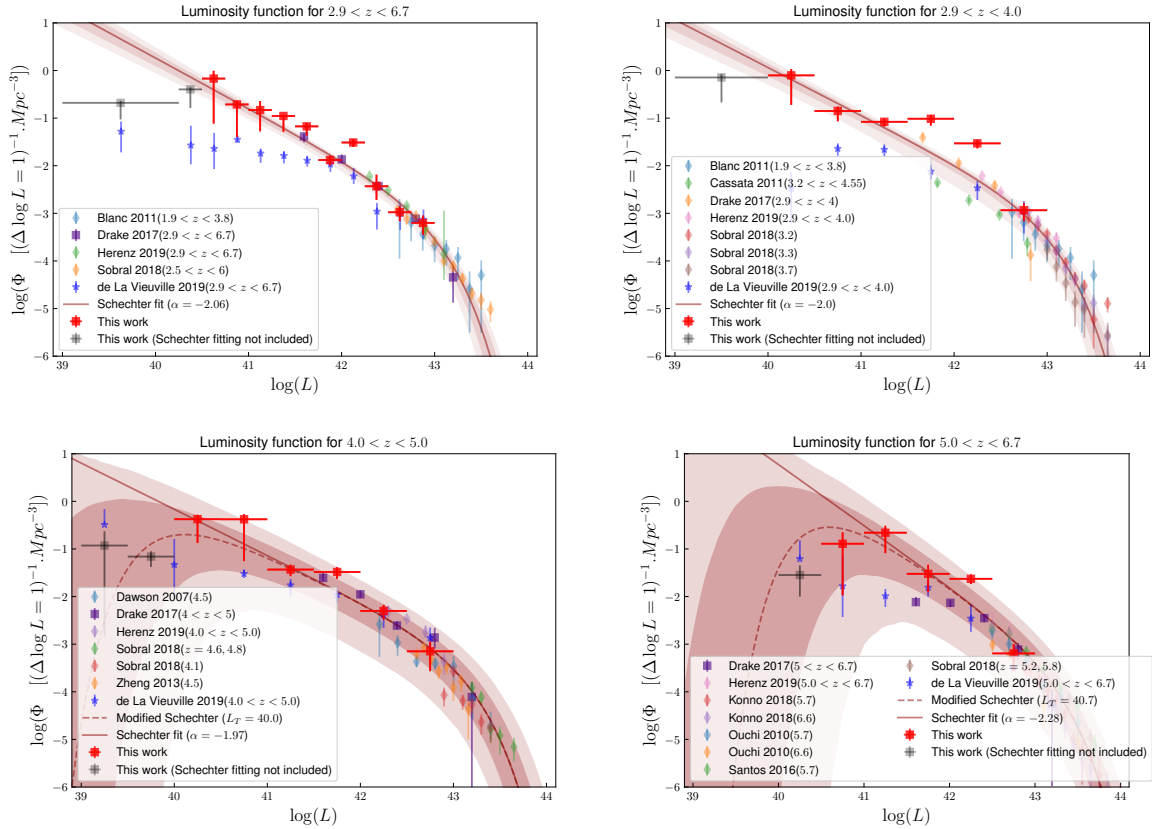 Luminosity function for 2.9 < z < 6.7
log(Φ [(Δ log L = 1)⁻¹.Mpc⁻³])
1
0
−1
−2
−3
−4
−5
−6
Blanc 2011(1.9 < z < 3.8)
Drake 2017(2.9 < z < 6.7)
Herenz 2019(2.9 < z < 6.7)
Sobral 2018(2.5 < z < 6)
de La Vieuville 2019(2.9 < z < 6.7)
Schechter fit (α = −2.06)
This work
This work (Schechter fitting not included)
39 40 41 42 43 44
log(L)
Luminosity function for 2.9 < z < 4.0
log(Φ [(Δ log L = 1)⁻¹.Mpc⁻³])
1
0
−1
−2
−3
−4
−5
−6
Blanc 2011(1.9 < z < 3.8)
Cassata 2011(3.2 < z < 4.55)
Drake 2017(2.9 < z < 4)
Herenz 2019(2.9 < z < 4.0)
Sobral 2018(3.2)
Sobral 2018(3.3)
Sobral 2018(3.7)
de La Vieuville 2019(2.9 < z < 4.0)
Schechter fit (α = −2.0)
This work
This work (Schechter fitting not included)
39 40 41 42 43 44
log(L)
Luminosity function for 4.0 < z < 5.0
log(Φ [(Δ log L = 1)⁻¹.Mpc⁻³])
1
0
−1
−2
−3
−4
−5
−6
Dawson 2007(4.5)
Drake 2017(4 < z < 5)
Herenz 2019(4.0 < z < 5.0)
Sobral 2018(z = 4.6, 4.8)
Sobral 2018(4.1)
Zheng 2013(4.5)
de La Vieuville 2019(4.0 < z < 5.0)
Modified Schechter (L_T = 40.0)
Schechter fit (α = −1.97)
This work
This work (Schechter fitting not included)
39 40 41 42 43 44
log(L)
Luminosity function for 5.0 < z < 6.7
log(Φ [(Δ log L = 1)⁻¹.Mpc⁻³])
1
0
−1
−2
−3
−4
−5
−6
Drake 2017(5 < z < 6.7)
Herenz 2019(5.0 < z < 6.7)
Konno 2018(5.7)
Konno 2018(6.6)
Ouchi 2010(5.7)
Ouchi 2010(6.6)
Santos 2016(5.7)
Sobral 2018(z = 5.2, 5.8)
de La Vieuville 2019(5.0 < z < 6.7)
Modified Schechter (L_T = 40.7)
Schechter fit (α = −2.28)
This work
This work (Schechter fitting not included)
39 40 41 42 43 44
log(L)